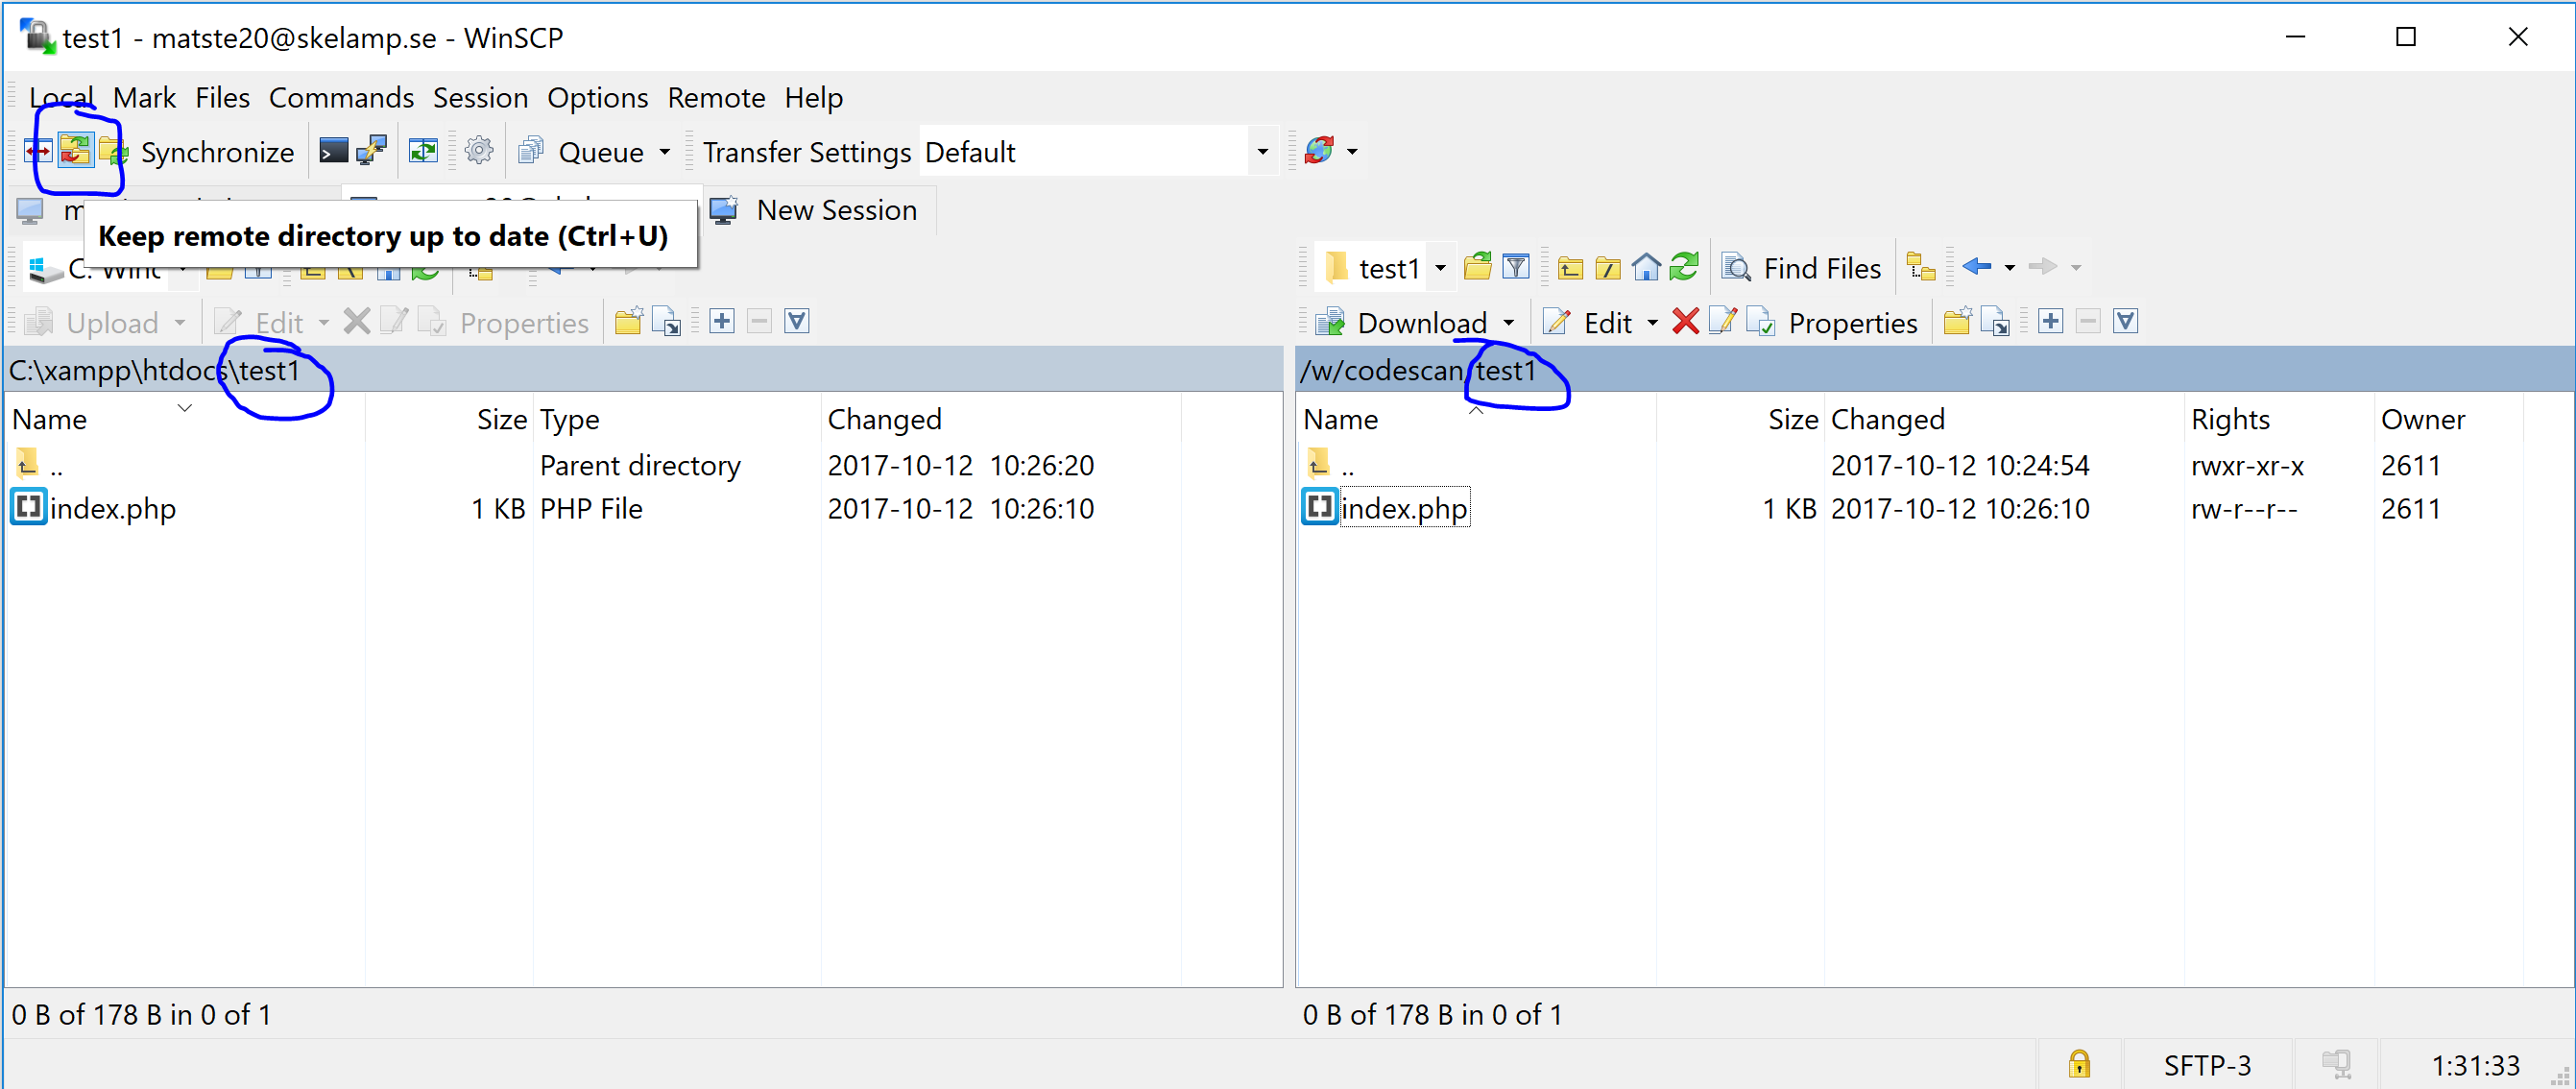 test1 - matste20@skelamp.se - WinSCP
Local Mark Files Commands Session Options Remote Help
Synchronize Queue Transfer Settings Default
New Session
Keep remote directory up to date (Ctrl+U)
C:
test1 Find Files
Upload Edit Properties
Download Edit Properties
C:\xampp\htdocs\test1
/w/codescan/test1
Name Size Type Changed
.. Parent directory 2017-10-12 10:26:20
index.php 1 KB PHP File 2017-10-12 10:26:10
Name Size Changed Rights Owner
.. 2017-10-12 10:24:54 rwxr-xr-x 2611
index.php 1 KB 2017-10-12 10:26:10 rw-r--r-- 2611
0 B of 178 B in 0 of 1
0 B of 178 B in 0 of 1
SFTP-3 1:31:33